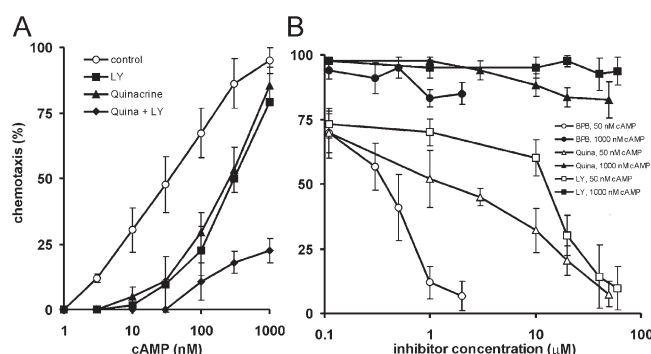 A
B
100
75
50
25
0
chemotaxis (%)
control
LY
Quinacrine
Quina + LY
1
10
100
1000
cAMP (nM)
100
75
50
25
0
BPB, 50 nM cAMP
BPB, 1000 nM cAMP
Quina, 50 nM cAMP
Quina, 1000 nM cAMP
LY, 50 nM cAMP
LY, 1000 nM cAMP
0.1
1
10
100
inhibitor concentration (µM)